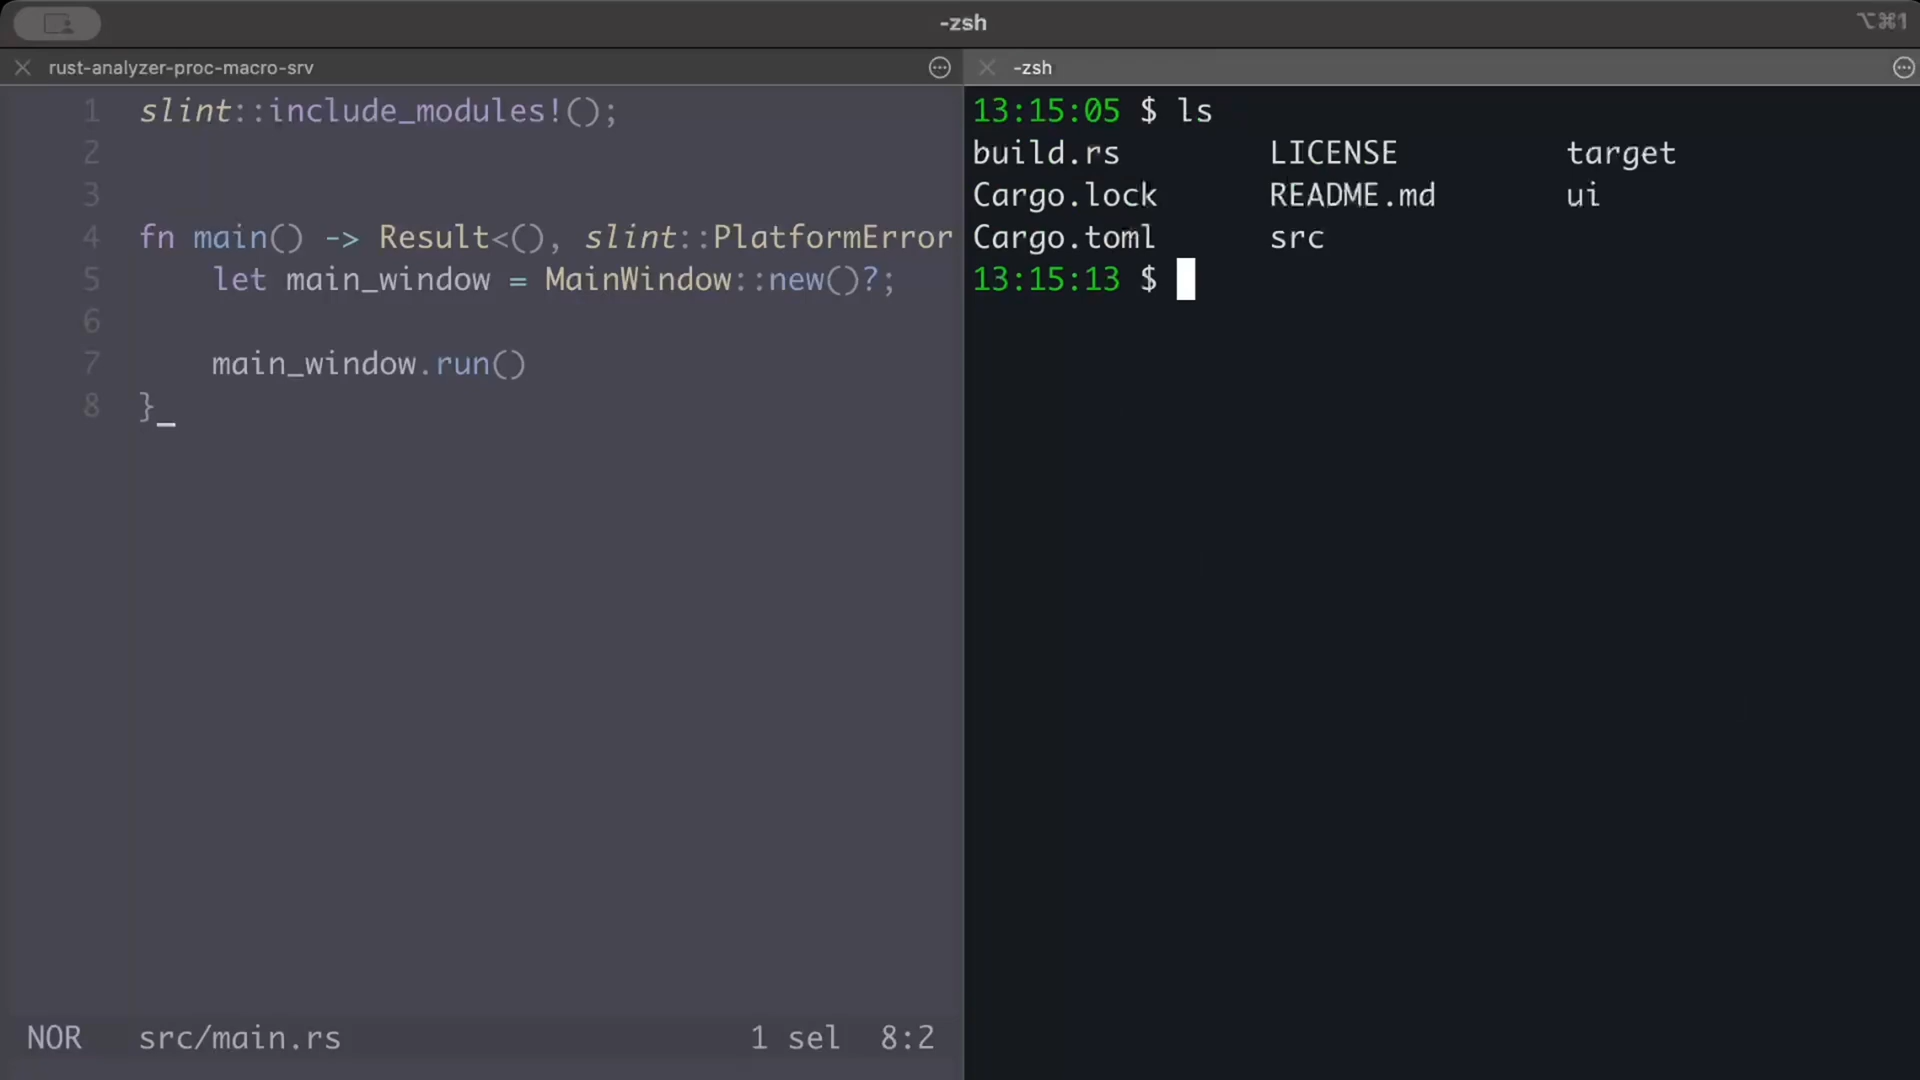 -zsh
⌥⌘1
rust-analyzer-proc-macro-srv
1 slint::include_modules!();
2
3
4 fn main() -> Result<(), slint::PlatformError
5     let main_window = MainWindow::new()?;
6
7     main_window.run()
8 }_
NOR src/main.rs 1 sel 8:2
-zsh
13:15:05 $ ls
build.rs LICENSE target
Cargo.lock README.md ui
Cargo.toml src
13:15:13 $